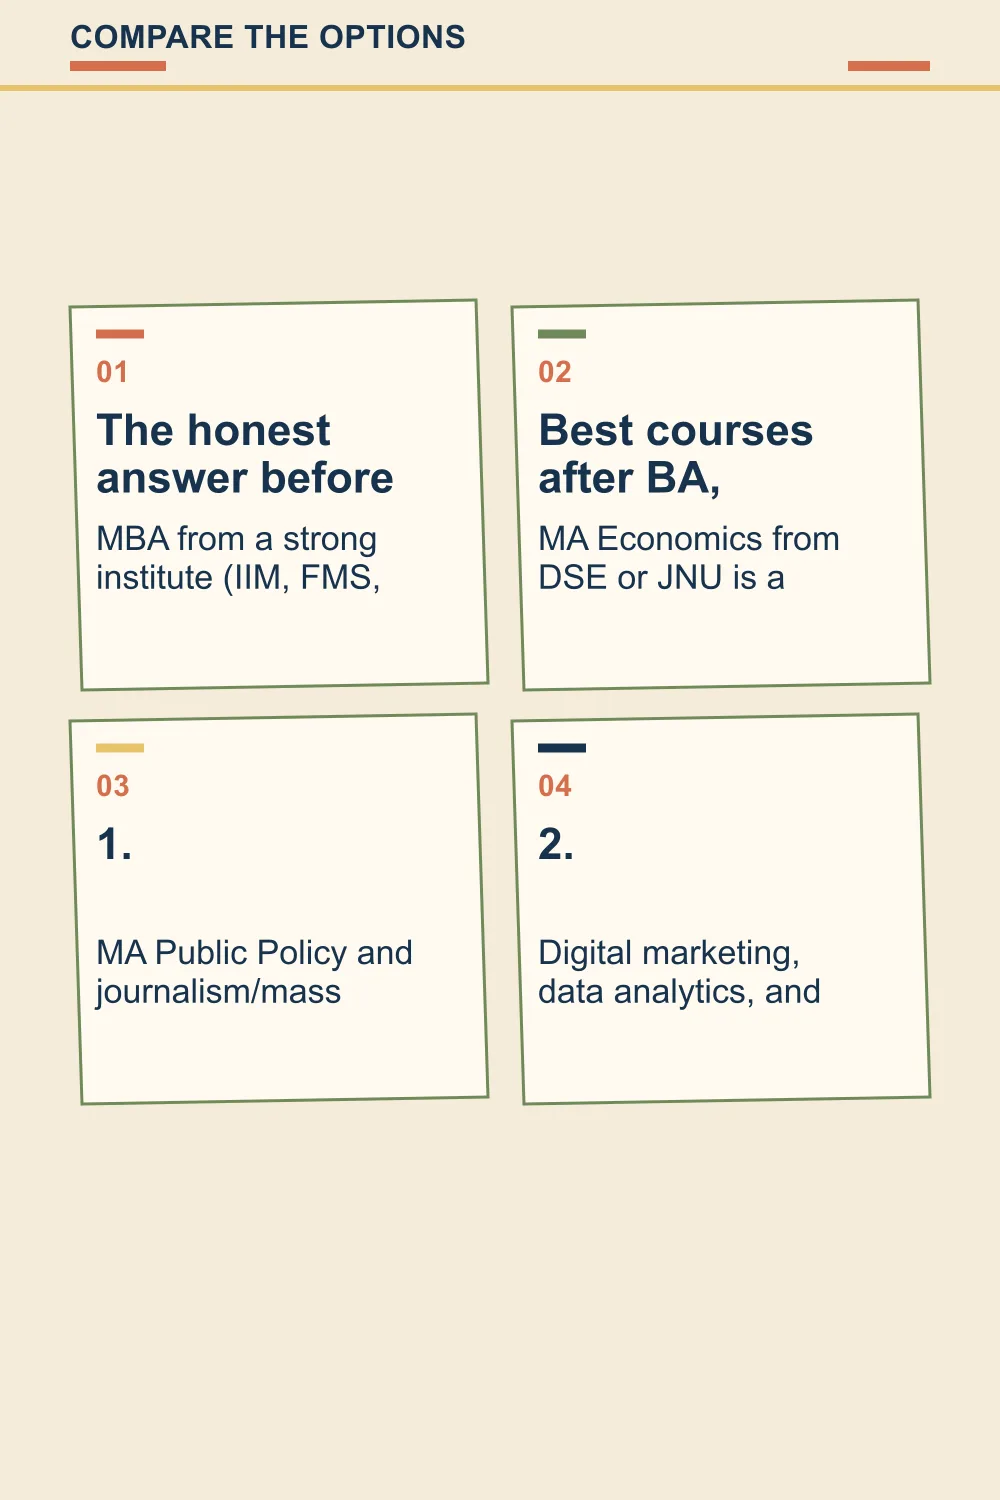 COMPARE THE OPTIONS
01
The honest
answer before
MBA from a strong
institute (IIM, FMS,
02
Best courses
after BA,
MA Economics from
DSE or JNU is a
03
1.
MA Public Policy and
journalism/mass
04
2.
Digital marketing,
data analytics, and